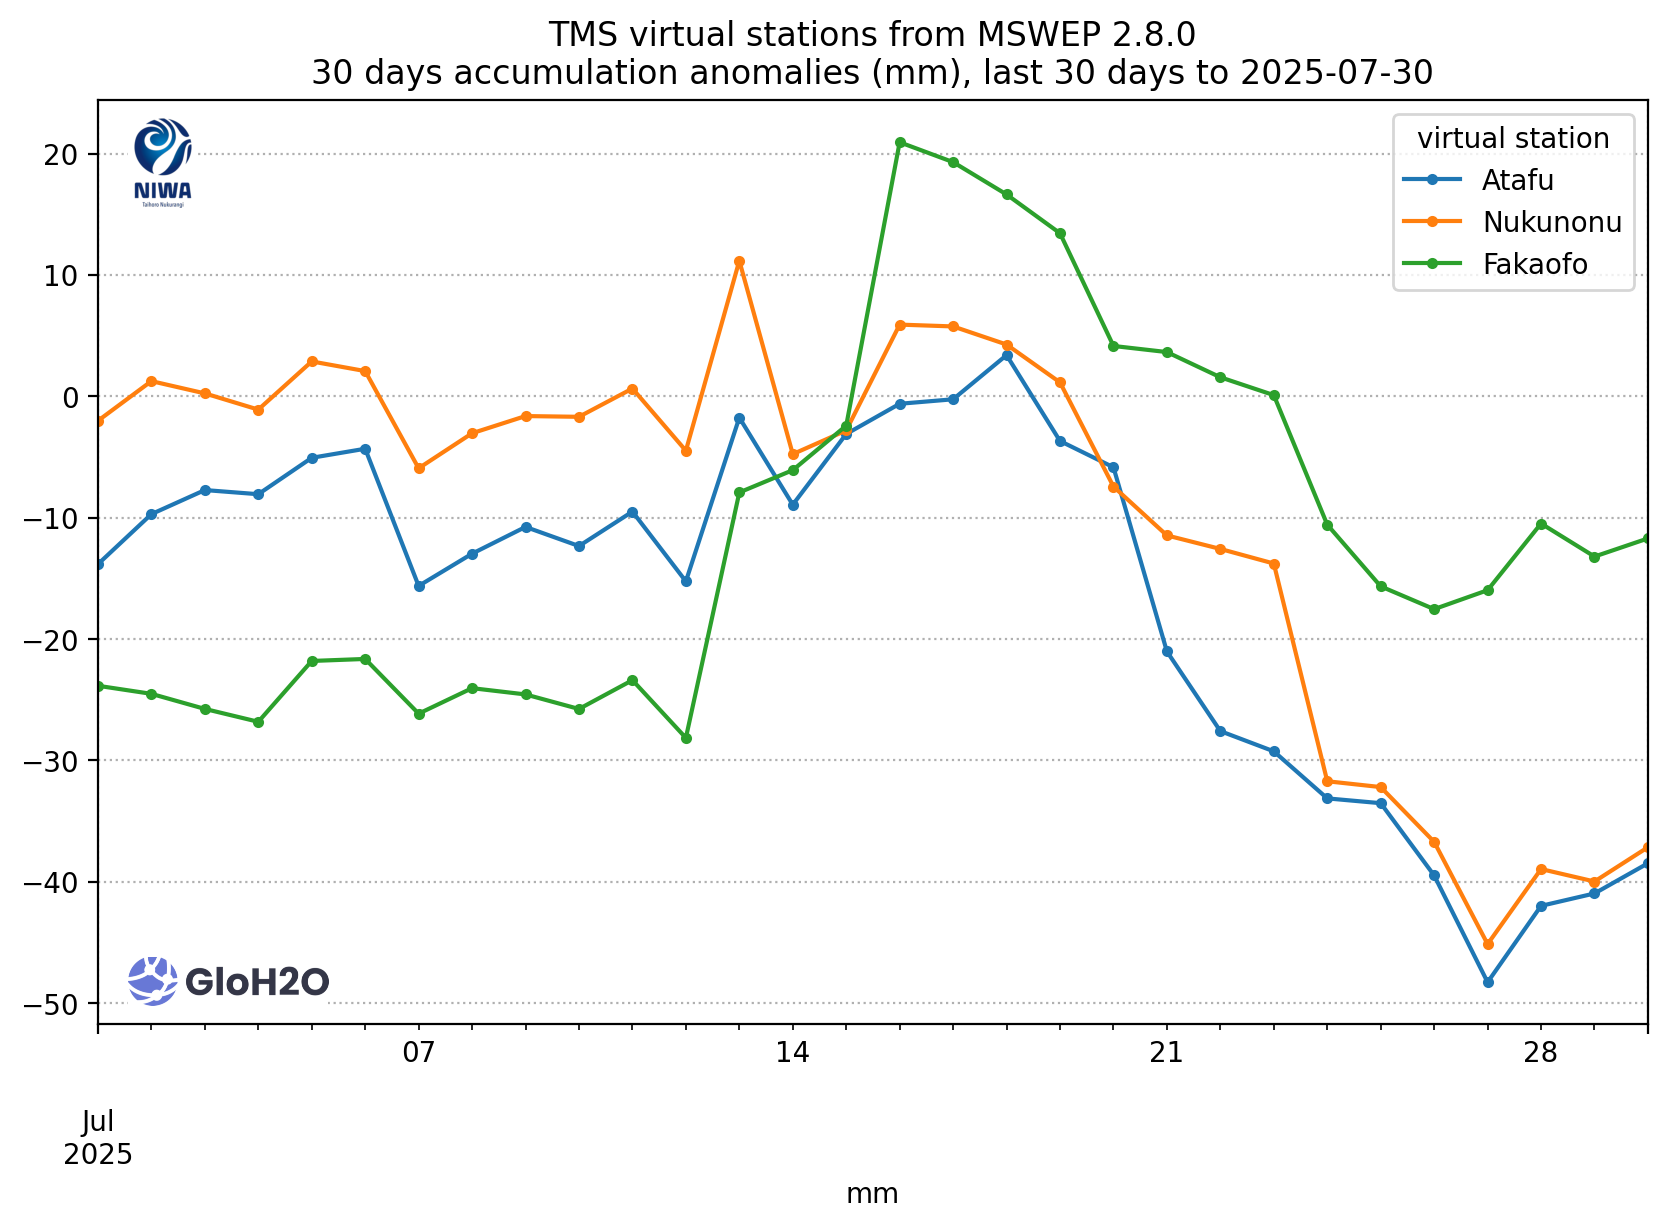 TMS virtual stations from MSWEP 2.8.0
30 days accumulation anomalies (mm), last 30 days to 2025-07-30
NIWA
Taihoro Nukurangi
virtual station
Atafu
Nukunonu
Fakaofo
20
10
0
−10
−20
−30
−40
−50
GloH2O
07
14
21
28
Jul
2025
mm